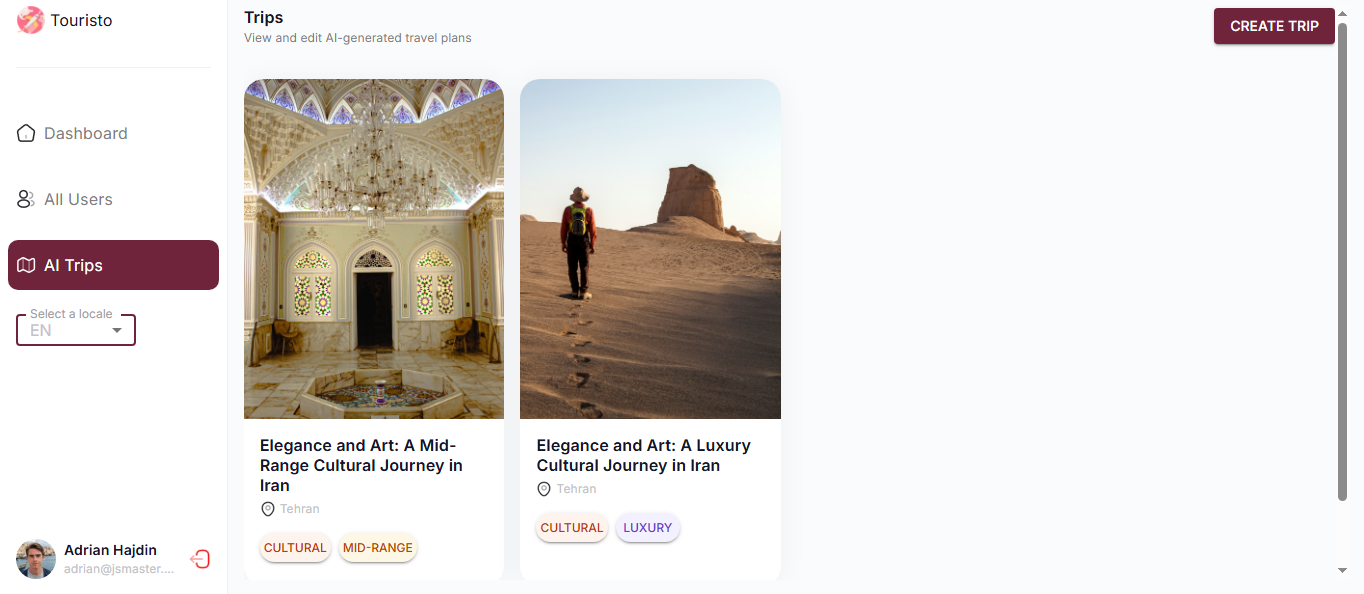 Touristo
Dashboard
All Users
AI Trips
Select a locale
EN
Adrian Hajdin
adrian@jsmaster....
Trips
View and edit AI-generated travel plans
CREATE TRIP
Elegance and Art: A Mid-
Range Cultural Journey in
Iran
Tehran
CULTURAL
MID-RANGE
Elegance and Art: A Luxury
Cultural Journey in Iran
Tehran
CULTURAL
LUXURY